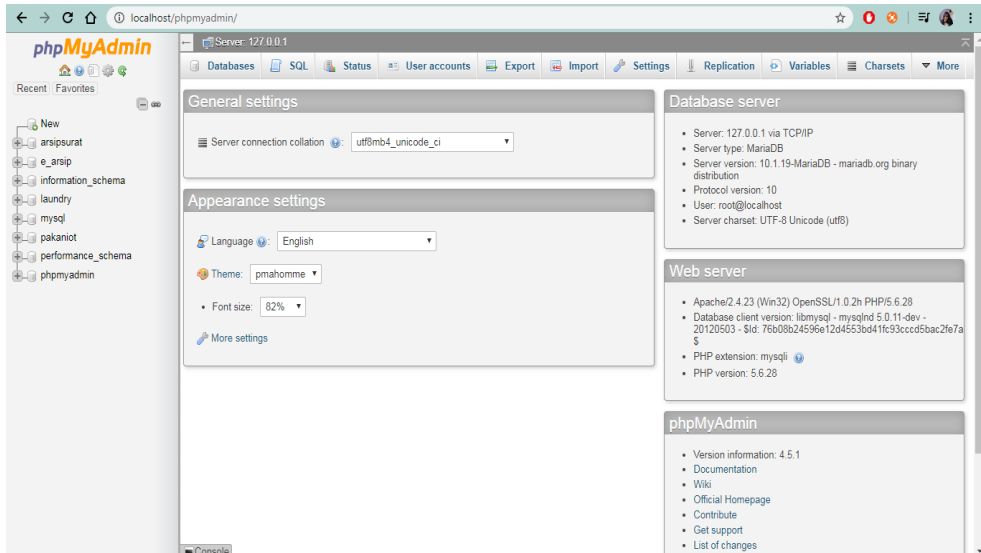 localhost/phpmyadmin/
phpMyAdmin
Recent Favorites
New
arsipsurat
e_arsip
information_schema
laundry
mysql
pakaniot
performance_schema
phpmyadmin
Server: 127.0.0.1
Databases SQL Status User accounts Export Import Settings Replication Variables Charsets More
General settings
Server connection collation : utf8mb4_unicode_ci
Appearance settings
Language : English
Theme: pmahomme
Font size: 82%
More settings
Database server
Server: 127.0.0.1 via TCP/IP
Server type: MariaDB
Server version: 10.1.19-MariaDB - mariadb.org binary
distribution
Protocol version: 10
User: root@localhost
Server charset: UTF-8 Unicode (utf8)
Web server
Apache/2.4.23 (Win32) OpenSSL/1.0.2h PHP/5.6.28
Database client version: libmysql - mysqlnd 5.0.11-dev -
20120503 - $Id: 76b08b24596e12d4553bd41fc93cccd5bac2fe7a
$
PHP extension: mysqli
PHP version: 5.6.28
phpMyAdmin
Version information: 4.5.1
Documentation
Wiki
Official Homepage
Contribute
Get support
List of changes
Console